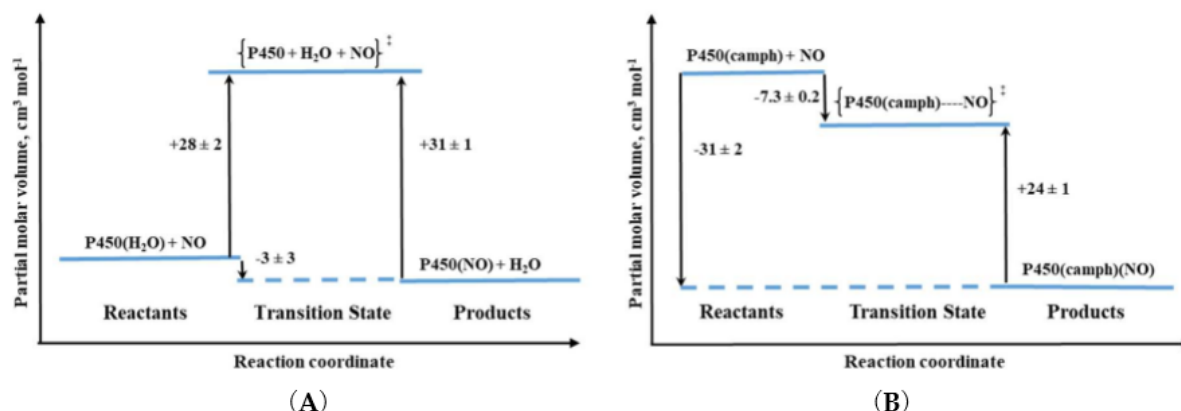 Partial molar volume, cm³ mol⁻¹
{P450 + H₂O + NO}‡
+28 ± 2
+31 ± 1
P450(H₂O) + NO
-3 ± 3
P450(NO) + H₂O
Reactants
Transition State
Products
Reaction coordinate
(A)
Partial molar volume, cm³ mol⁻¹
P450(camph) + NO
-7.3 ± 0.2
{P450(camph)----NO}‡
-31 ± 2
+24 ± 1
P450(camph)(NO)
Reactants
Transition State
Products
Reaction coordinate
(B)